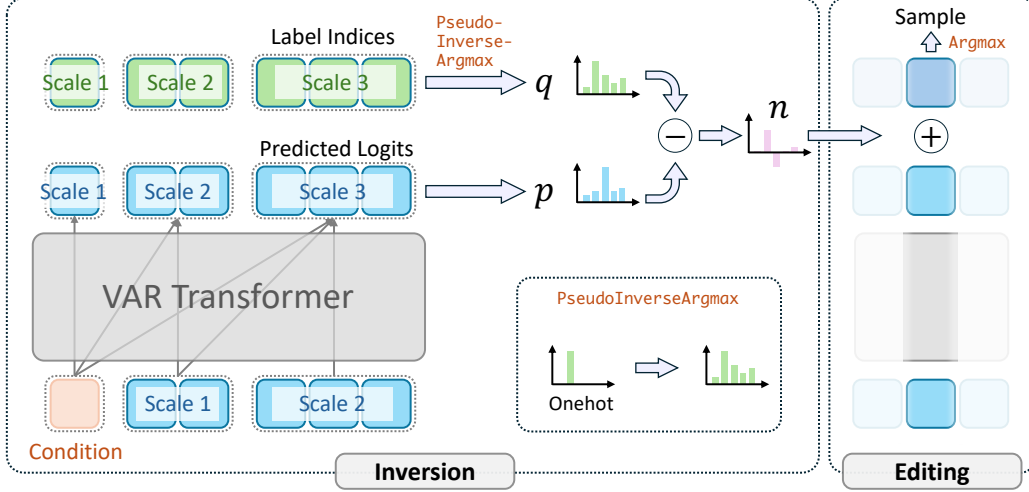 Label Indices
Pseudo-
Inverse-
Argmax
Sample
Argmax
Scale 1
Scale 2
Scale 3
q
n
−
+
Predicted Logits
Scale 1
Scale 2
Scale 3
p
VAR Transformer
PseudoInverseArgmax
Onehot
Scale 1
Scale 2
Condition
Inversion
Editing